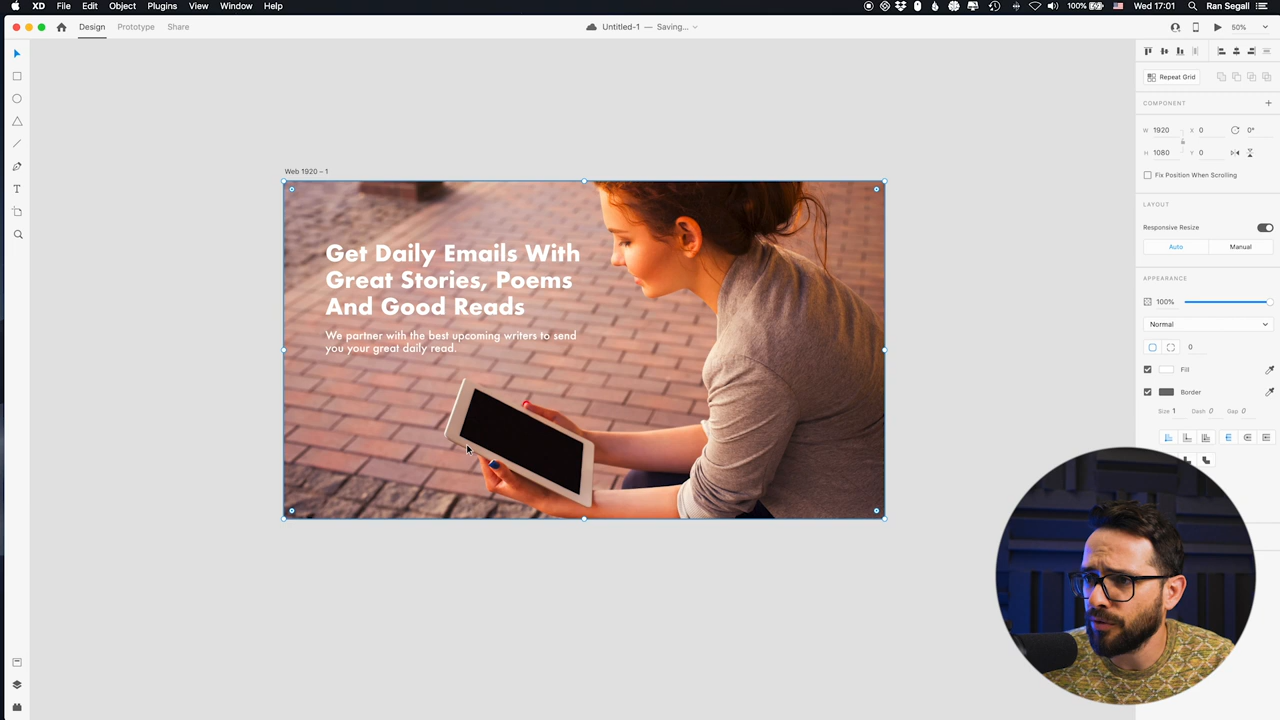 XD File Edit Object Plugins View Window Help
100% Wed 17:01 Ran Segall
Design Prototype Share
Untitled-1 — Saving...
50%
Repeat Grid
COMPONENT
W 1920 X 0 0°
H 1080 Y 0
Fix Position When Scrolling
LAYOUT
Responsive Resize
Auto Manual
APPEARANCE
100%
Normal
0
Fill
Border
Size 1 Dash 0 Gap 0
Web 1920 – 1
Get Daily Emails With
Great Stories, Poems
And Good Reads
We partner with the best upcoming writers to send
you your great daily read.